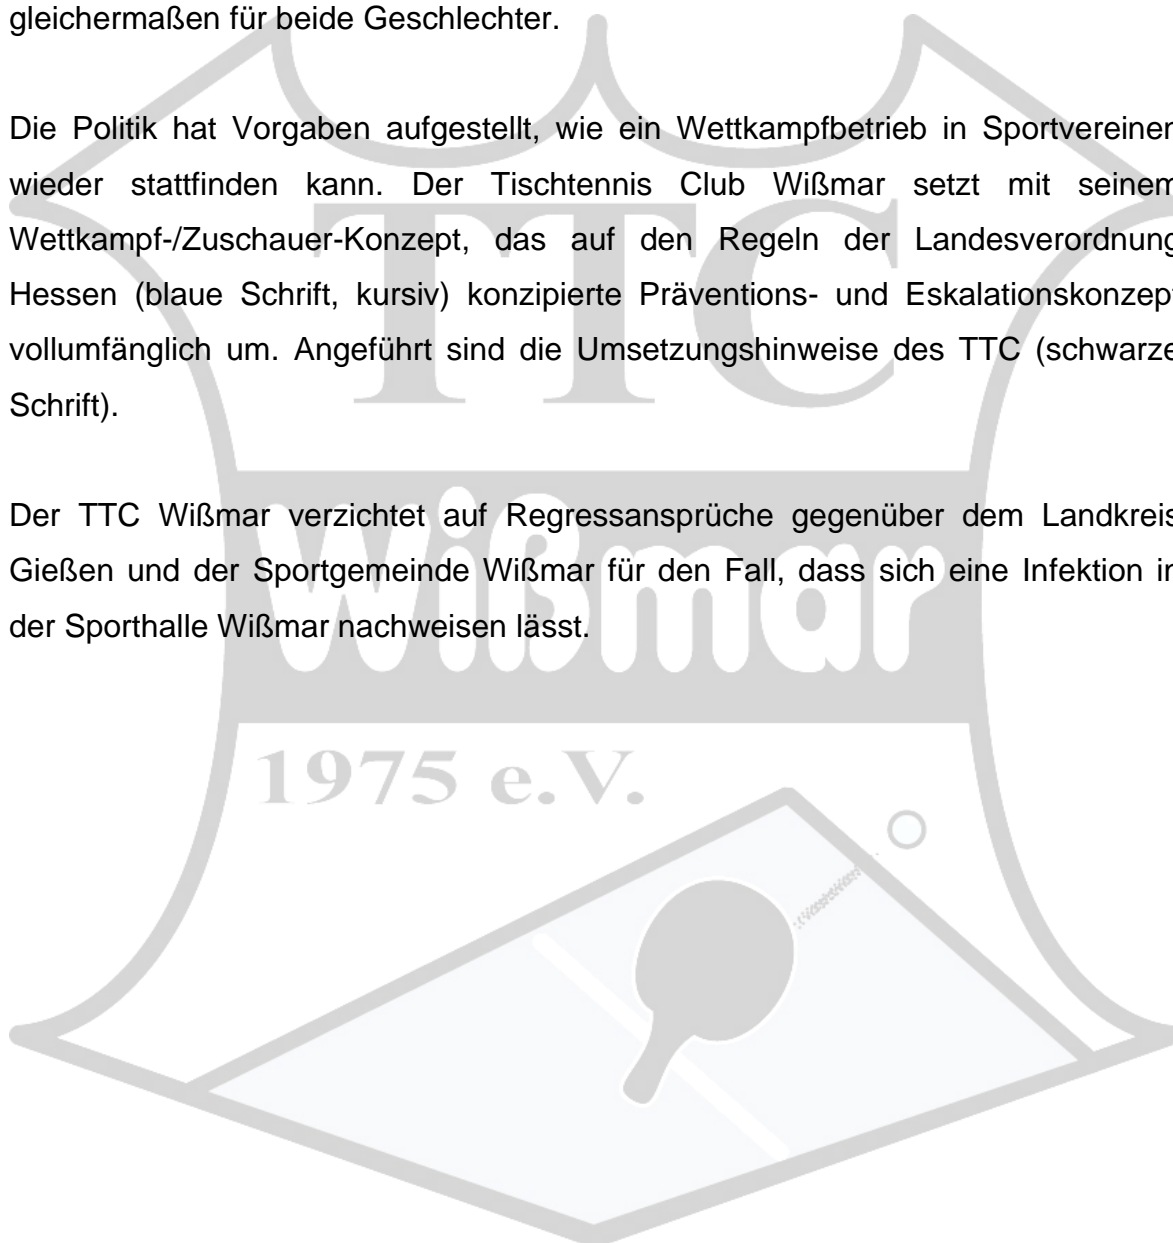 gleichermaßen für beide Geschlechter.
Die Politik hat Vorgaben aufgestellt, wie ein Wettkampfbetrieb in Sportvereinen
wieder stattfinden kann. Der Tischtennis Club Wißmar setzt mit seinem
Wettkampf-/Zuschauer-Konzept, das auf den Regeln der Landesverordnung
Hessen (blaue Schrift, kursiv) konzipierte Präventions- und Eskalationskonzept
vollumfänglich um. Angeführt sind die Umsetzungshinweise des TTC (schwarze
Schrift).
Der TTC Wißmar verzichtet auf Regressansprüche gegenüber dem Landkreis
Gießen und der Sportgemeinde Wißmar für den Fall, dass sich eine Infektion in
der Sporthalle Wißmar nachweisen lässt.
TTC
Wißmar
1975 e.V.